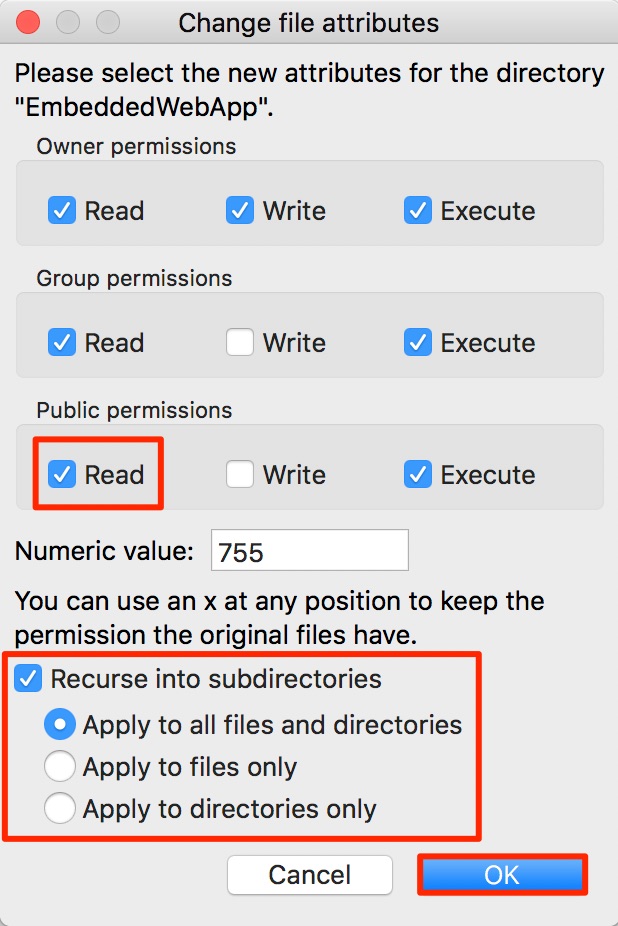 Change file attributes
Please select the new attributes for the directory
"EmbeddedWebApp".
Owner permissions
Read Write Execute
Group permissions
Read Write Execute
Public permissions
Read Write Execute
Numeric value: 755
You can use an x at any position to keep the
permission the original files have.
Recurse into subdirectories
Apply to all files and directories
Apply to files only
Apply to directories only
Cancel OK